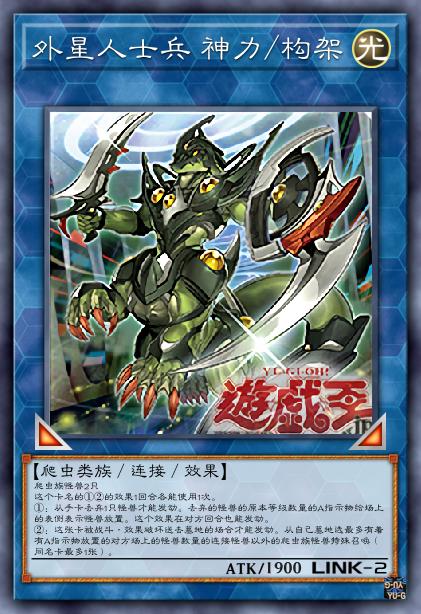 外星人士兵 神力/构架
光
YU-GI-OH!
遊戯王
【爬虫类族/连接/效果】
爬虫族怪兽2只
这个卡名的①②的效果1回合各能使用1次。
①:从手卡丢弃1只怪兽才能发动。丢弃的怪兽的原本等级数量的A指示物给场上
的表侧表示怪兽放置。这个效果在对方回合也能发动。
②:这张卡被战斗·效果破坏送去墓地的场合才能发动。从自己墓地选最多有着
有A指示物放置的对方场上的怪兽数量的连接怪兽以外的爬虫族怪兽特殊召唤(
同名卡最多1张)。
ATK/1900 LINK-2